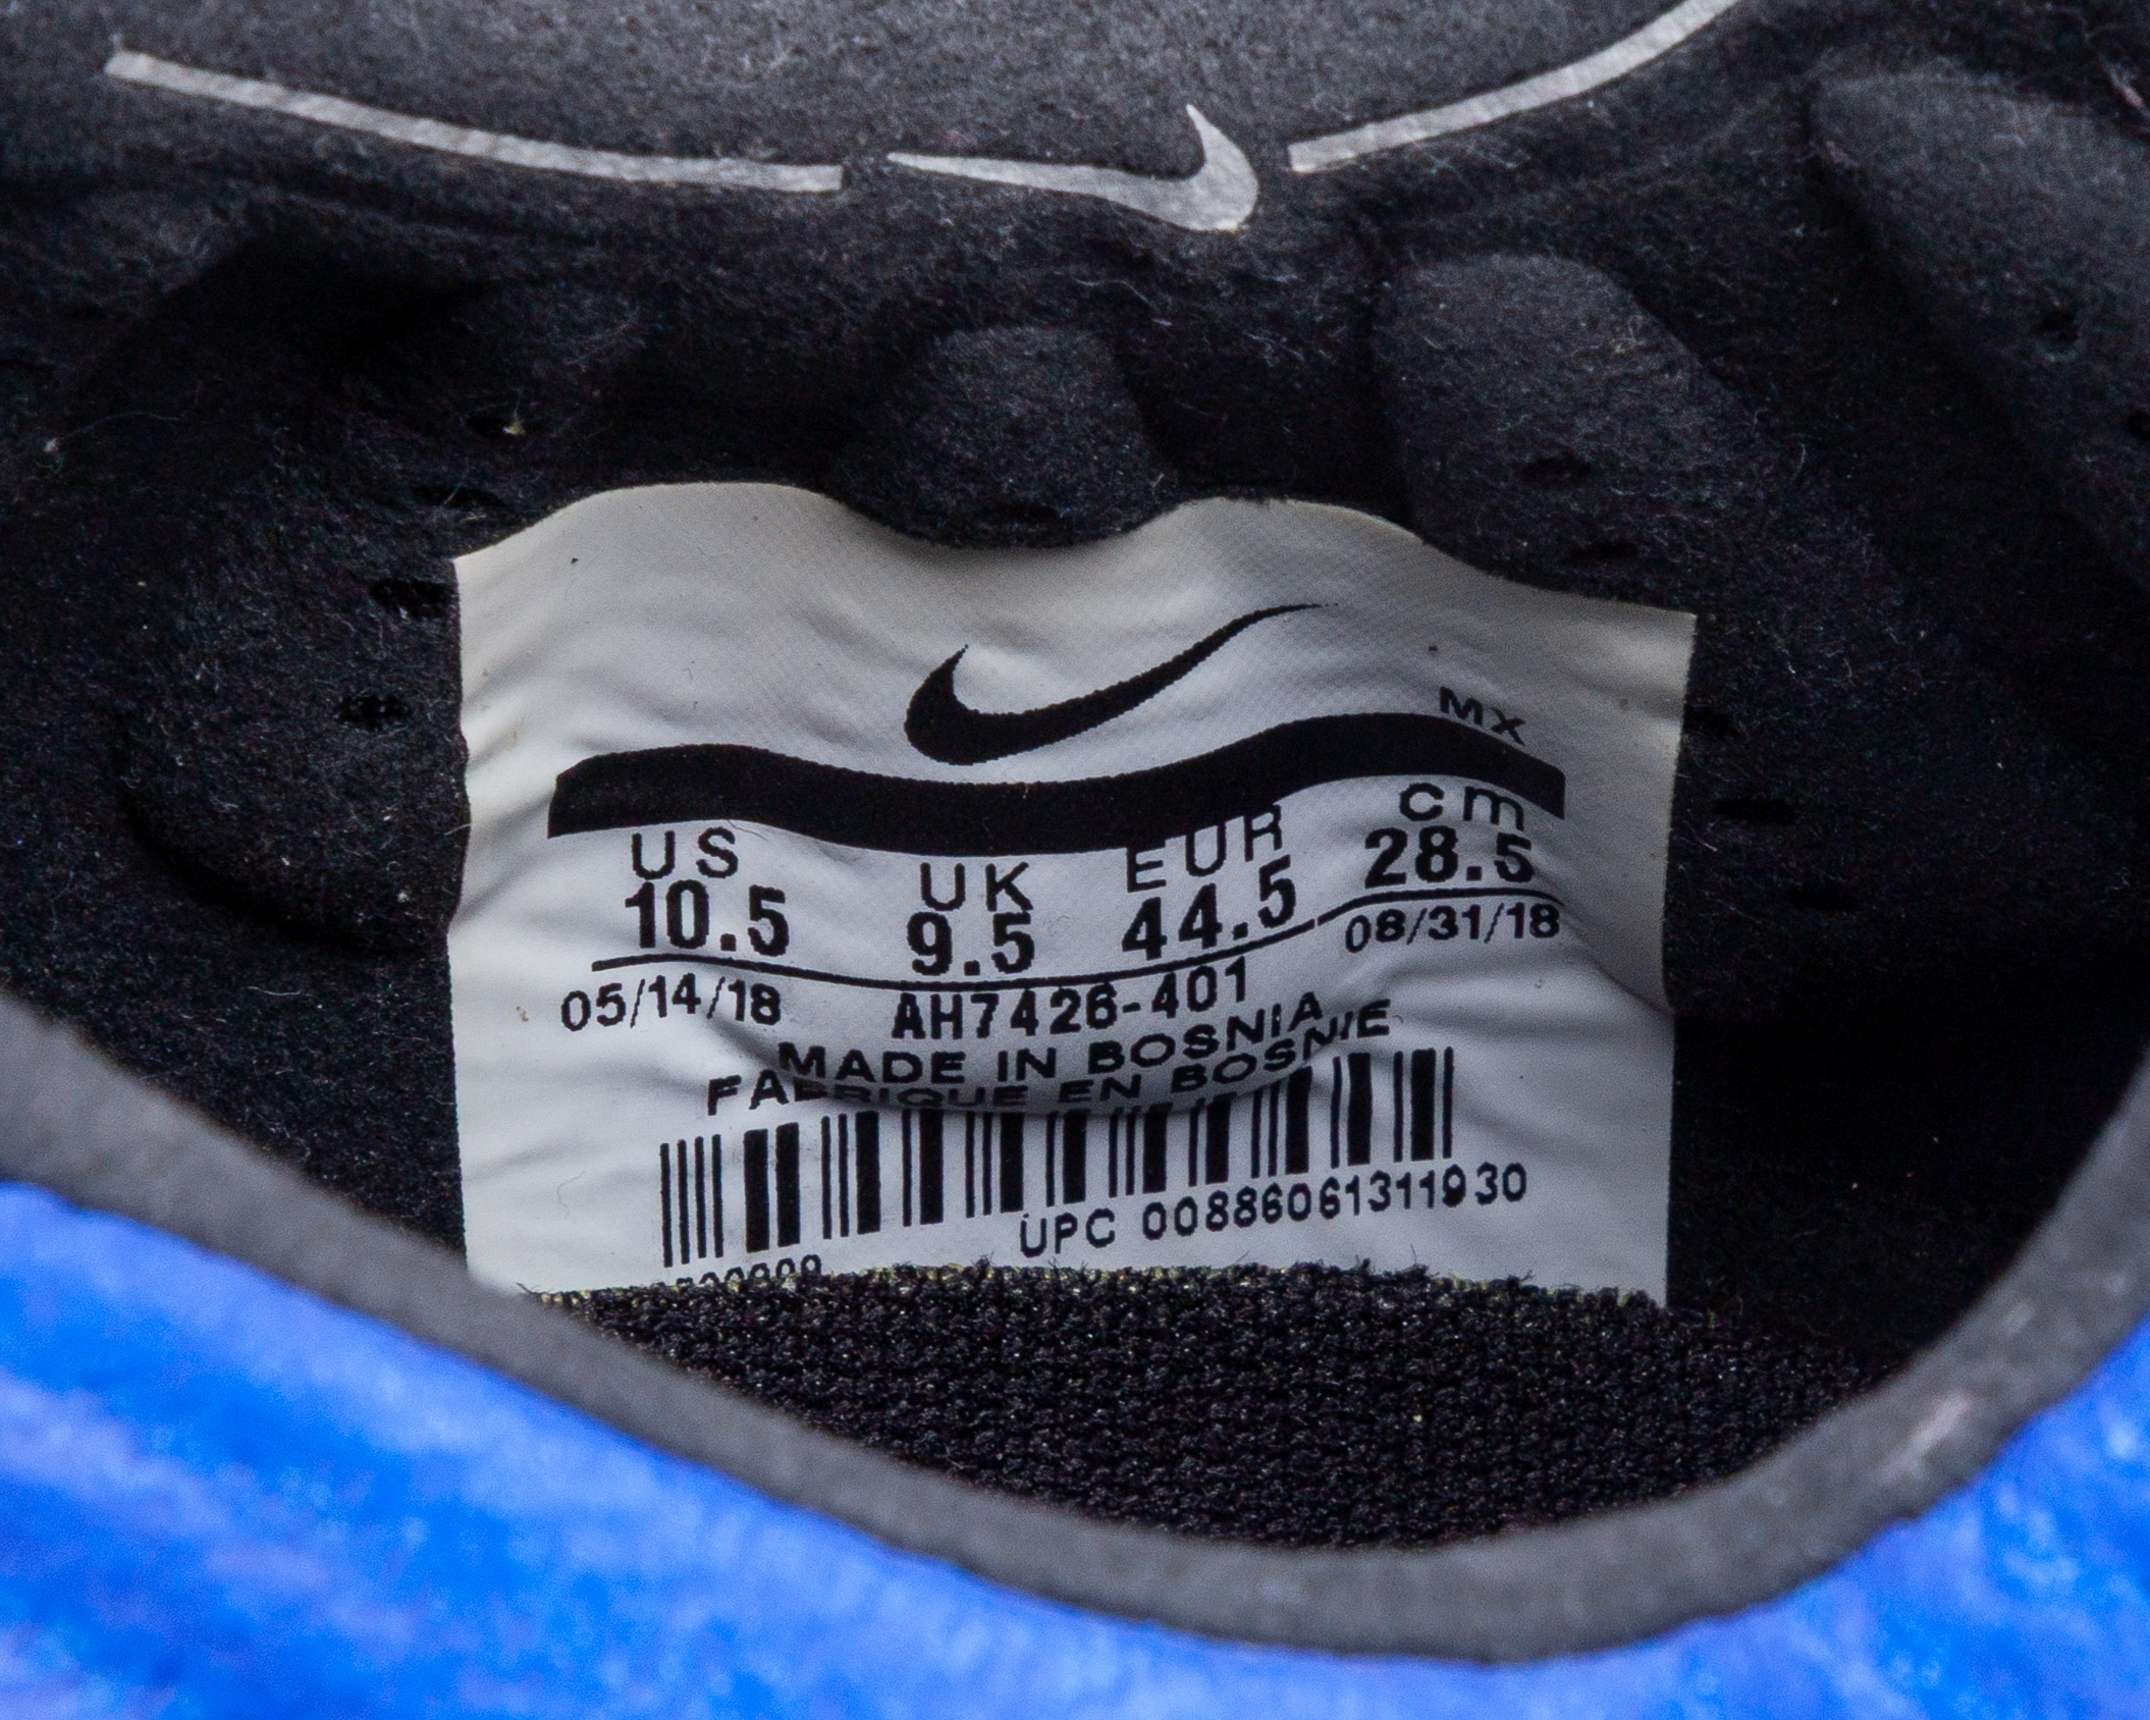 MX
US UK EUR cm
10.5 9.5 44.5 28.5
05/14/18 AH7426-401 08/31/18
MADE IN BOSNIA
FABRIQUE EN BOSNIE
UPC 00886061311930